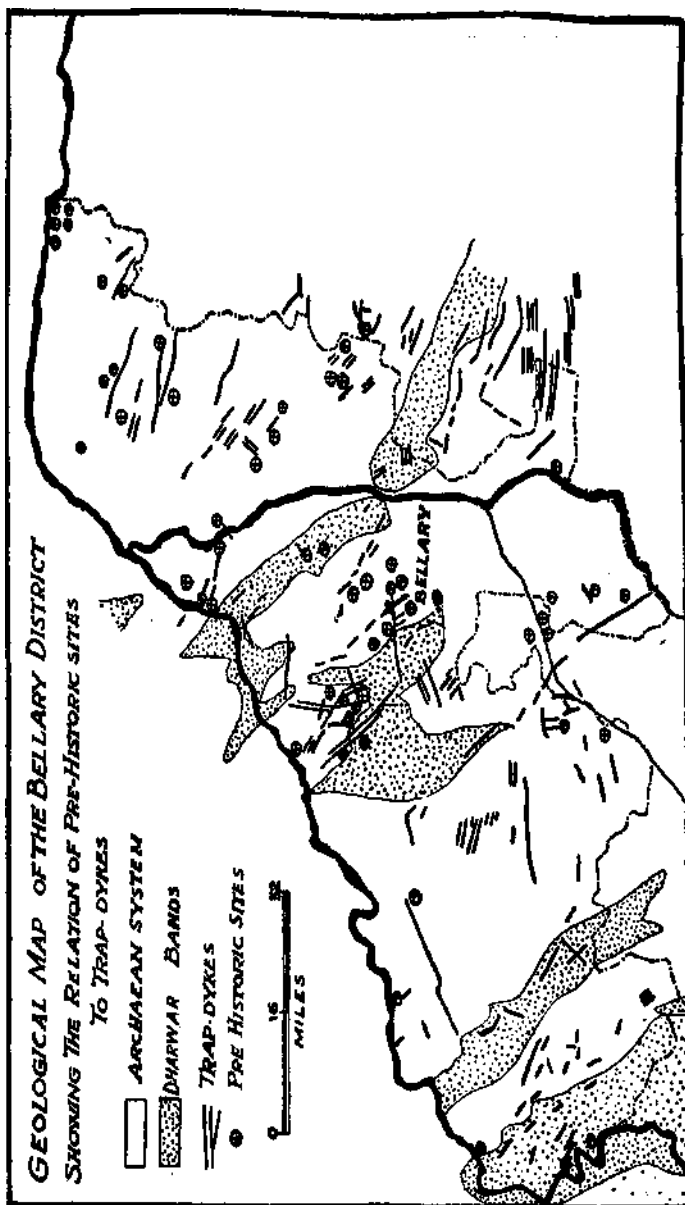 GEOLOGICAL MAP OF THE BELLARY DISTRICT
SHOWING THE RELATION OF PRE-HISTORIC SITES
TO TRAP-DYKES
ARCHAEAN SYSTEM
DHARWAR BANDS
TRAP-DYKES
PRE HISTORIC SITES
0 16 32
MILES
BELLARY